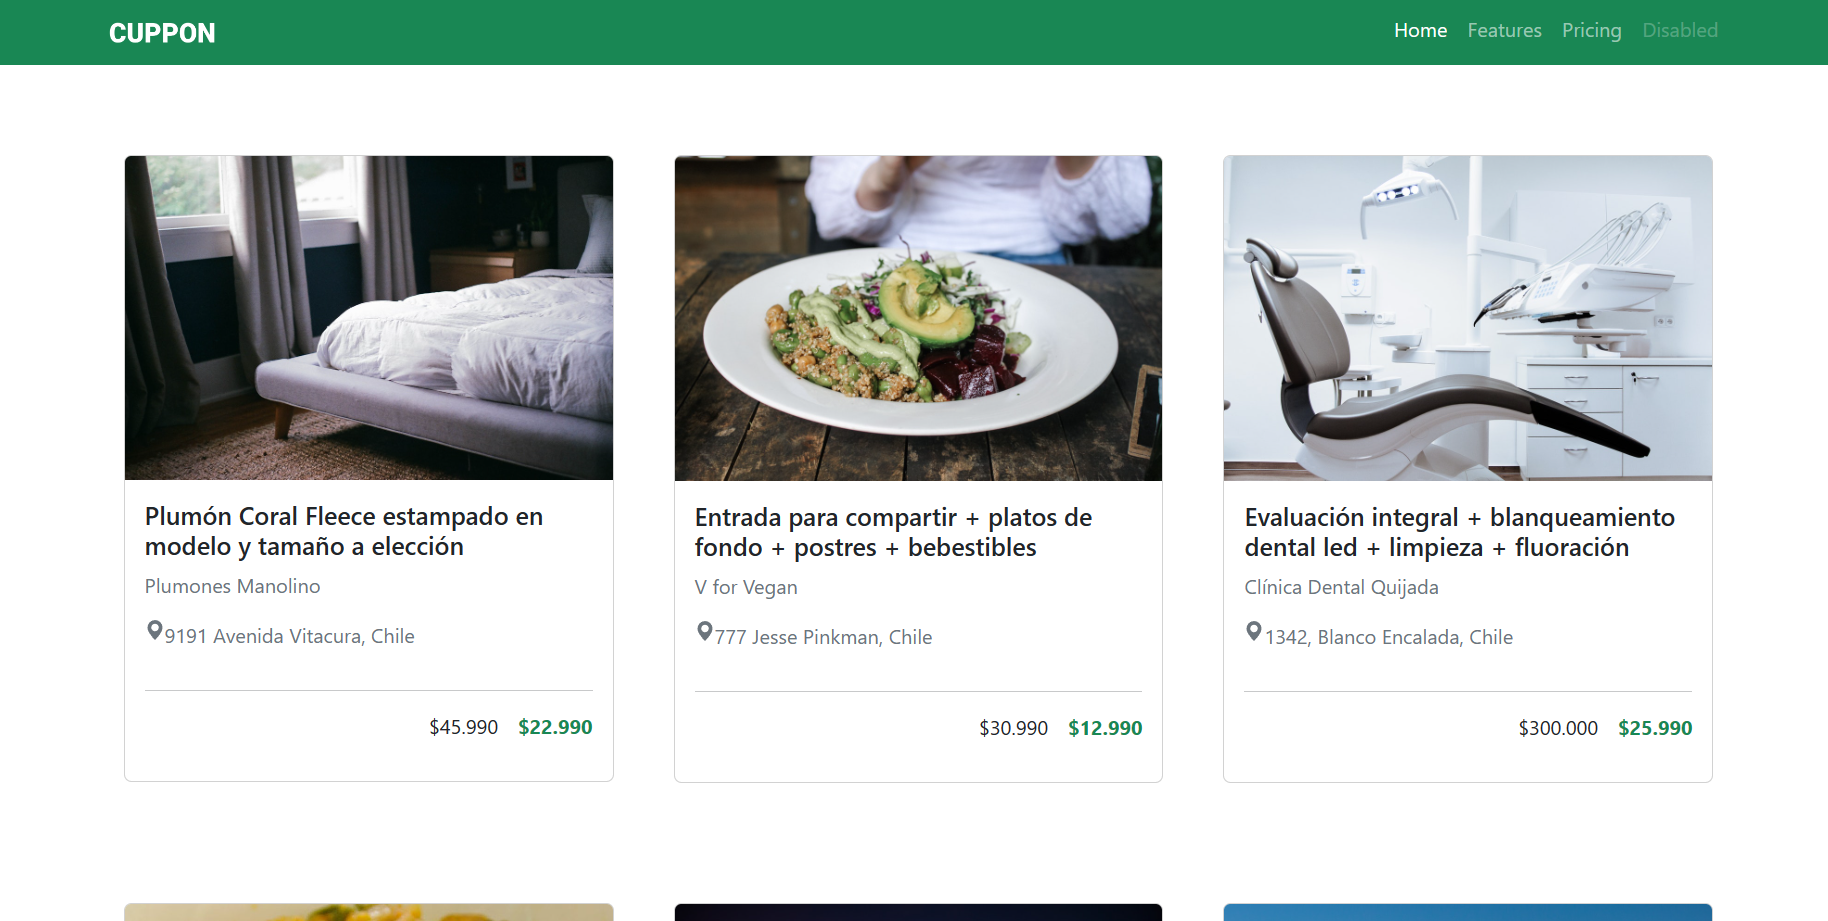 CUPPON
Home Features Pricing Disabled
Plumón Coral Fleece estampado en
modelo y tamaño a elección
Plumones Manolino
9191 Avenida Vitacura, Chile
$45.990 $22.990
Entrada para compartir + platos de
fondo + postres + bebestibles
V for Vegan
777 Jesse Pinkman, Chile
$30.990 $12.990
Evaluación integral + blanqueamiento
dental led + limpieza + fluoración
Clínica Dental Quijada
1342, Blanco Encalada, Chile
$300.000 $25.990